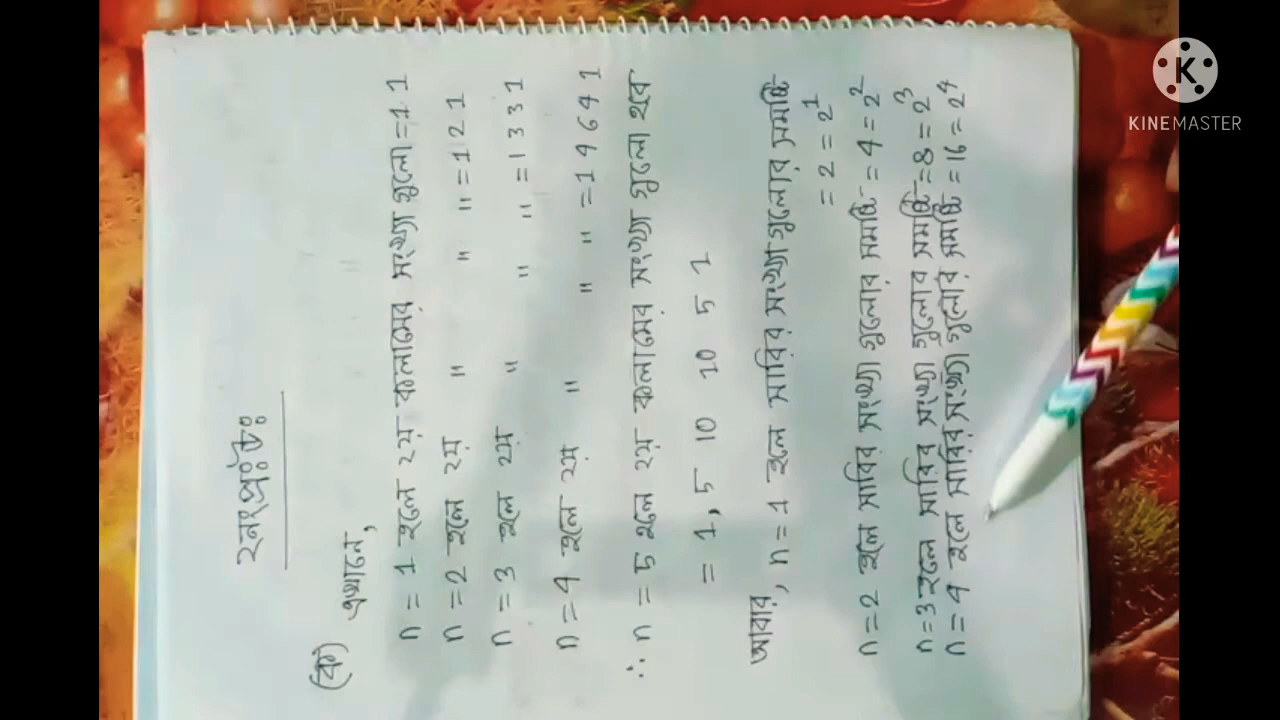 ২নংপ্রশ্নঃ
(ক) এখানে,
n = 1 হলে ২য় কলামের সংখ্যা গুলো = 1 1
n = 2 হলে ২য় " " " = 1 2 1
n = 3 হলে ২য় " " " = 1 3 3 1
n = 4 হলে ২য় " " " = 1 4 6 4 1
∴ n = 5 হলে ২য় কলামের সংখ্যা গুলো হবে
= 1, 5 10 10 5 1
আবার, n = 1 হলে সারির সংখ্যাগুলোর সমষ্টি
= 2 = 2¹
n = 2 হলে সারির সংখ্যা গুলোর সমষ্টি = 4 = 2²
n = 3 হলে সারির সংখ্যা গুলোর সমষ্টি = 8 = 2³
n = 4 হলে সারির সংখ্যা গুলোর সমষ্টি = 16 = 2⁴
K
KINEMASTER